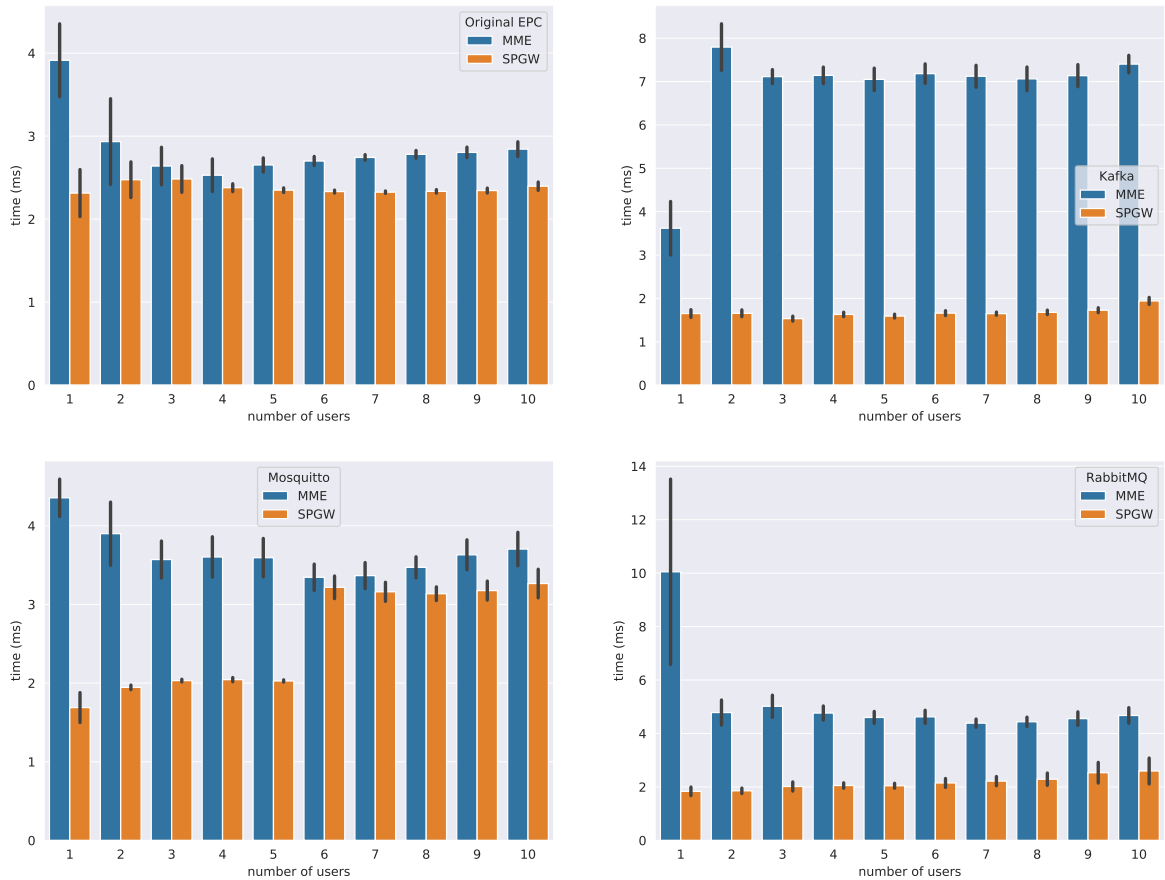 Original EPC
MME
SPGW
time (ms)
4
3
2
1
0
1 2 3 4 5 6 7 8 9 10
number of users
Kafka
MME
SPGW
time (ms)
8
7
6
5
4
3
2
1
0
1 2 3 4 5 6 7 8 9 10
number of users
Mosquitto
MME
SPGW
time (ms)
4
3
2
1
0
1 2 3 4 5 6 7 8 9 10
number of users
RabbitMQ
MME
SPGW
time (ms)
14
12
10
8
6
4
2
0
1 2 3 4 5 6 7 8 9 10
number of users